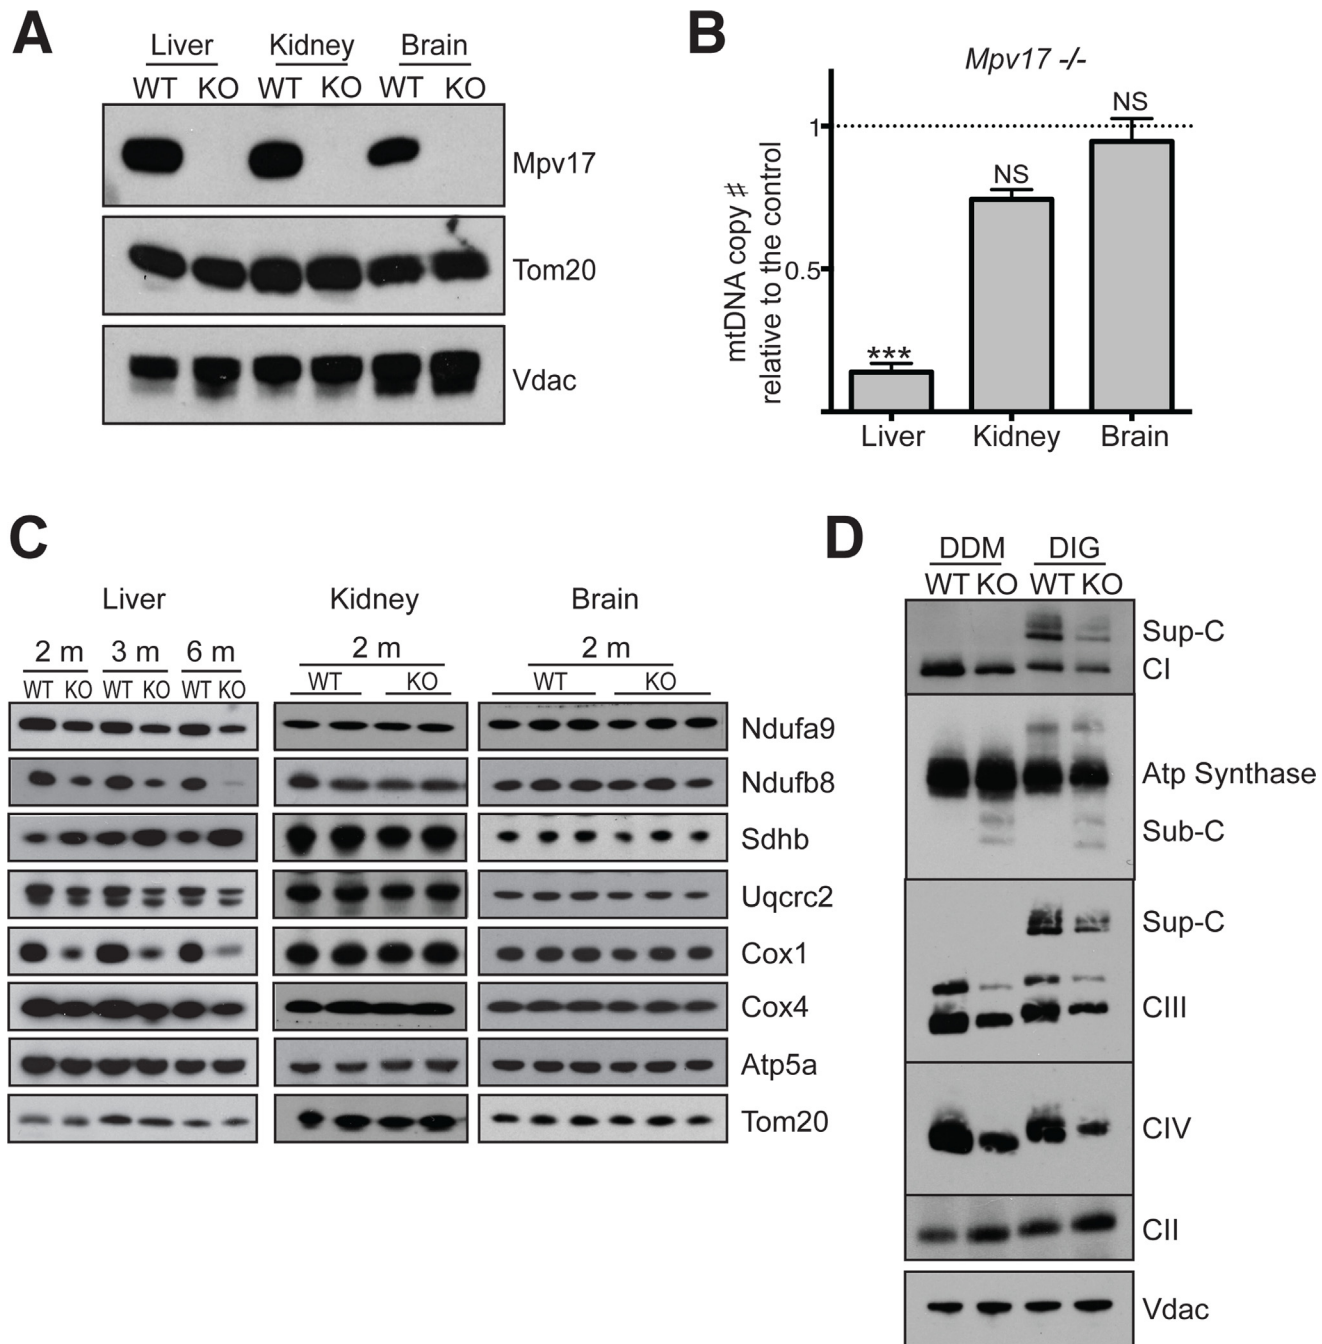 A
Liver Kidney Brain
WT KO WT KO WT KO
Mpv17
Tom20
Vdac
B
Mpv17 -/-
mtDNA copy #
relative to the control
1
0.5
***
NS
NS
Liver Kidney Brain
C
Liver Kidney Brain
2 m 3 m 6 m 2 m 2 m
WT KO WT KO WT KO WT KO WT KO
Ndufa9
Ndufb8
Sdhb
Uqcrc2
Cox1
Cox4
Atp5a
Tom20
D
DDM DIG
WT KO WT KO
Sup-C
CI
Atp Synthase
Sub-C
Sup-C
CIII
CIV
CII
Vdac